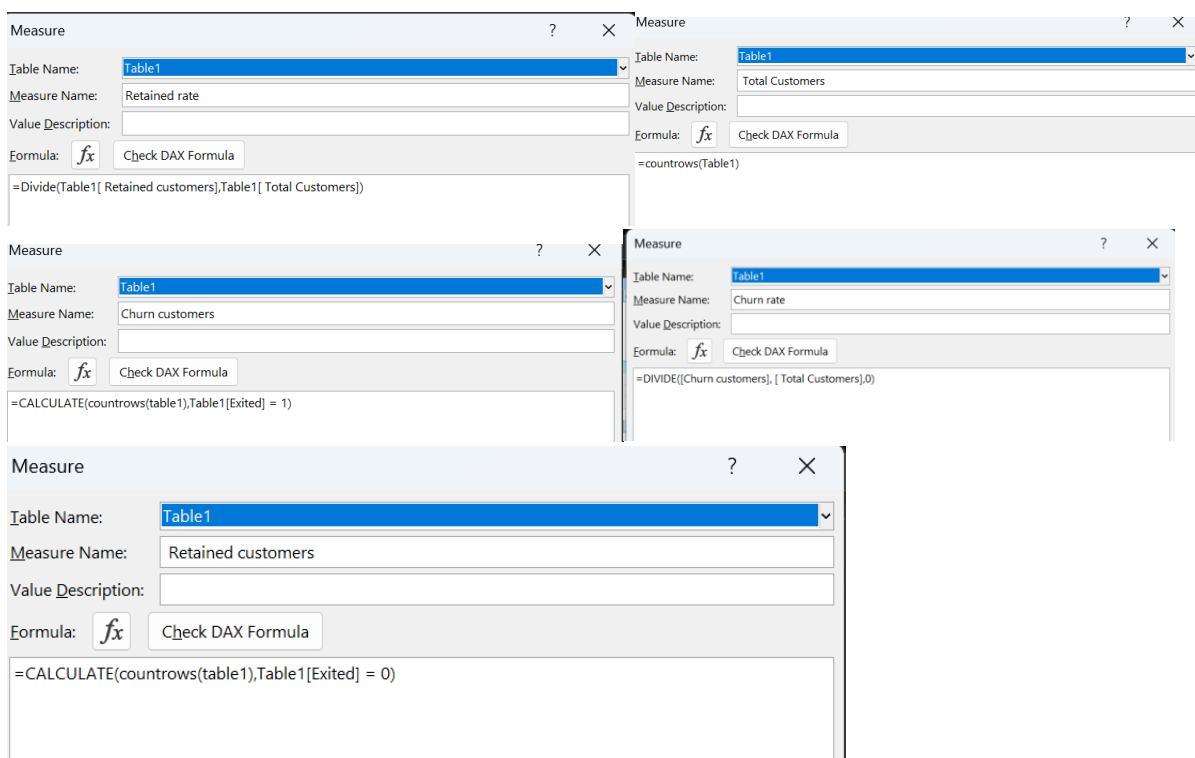 Measure ? ×
Table Name: Table1
Measure Name: Retained rate
Value Description:
Formula: fx Check DAX Formula
=Divide(Table1[ Retained customers],Table1[ Total Customers])
Measure ? ×
Table Name: Table1
Measure Name: Total Customers
Value Description:
Formula: fx Check DAX Formula
=countrows(Table1)
Measure ? ×
Table Name: Table1
Measure Name: Churn customers
Value Description:
Formula: fx Check DAX Formula
=CALCULATE(countrows(table1),Table1[Exited] = 1)
Measure ? ×
Table Name: Table1
Measure Name: Churn rate
Value Description:
Formula: fx Check DAX Formula
=DIVIDE([Churn customers], [ Total Customers],0)
Measure ? ×
Table Name: Table1
Measure Name: Retained customers
Value Description:
Formula: fx Check DAX Formula
=CALCULATE(countrows(table1),Table1[Exited] = 0)